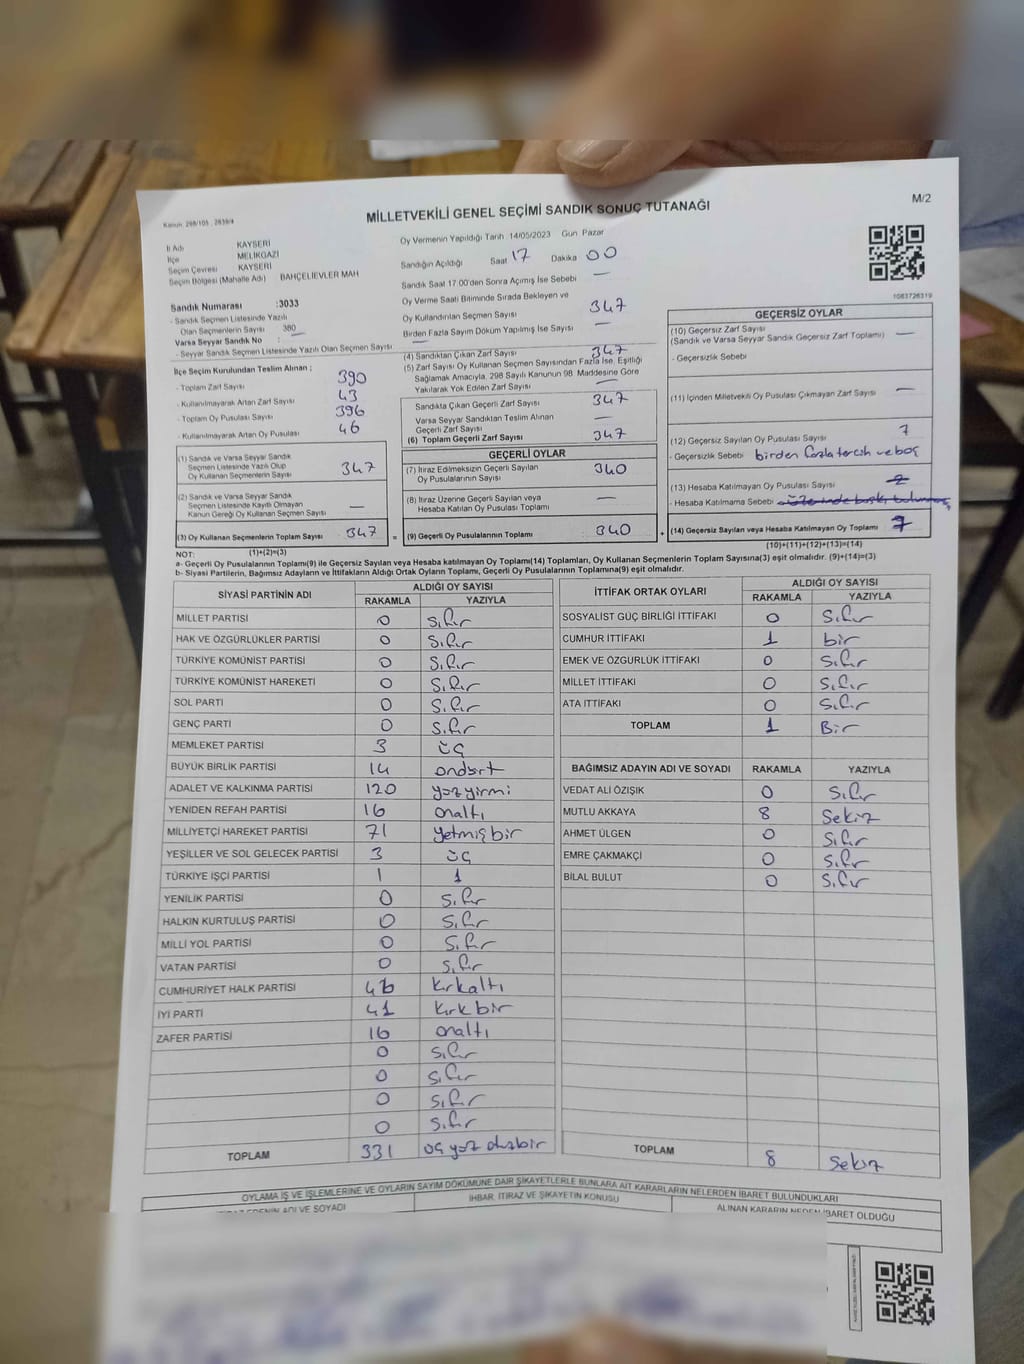 M/2
Kanun: 298/105 , 2839/4
MİLLETVEKİLİ GENEL SEÇİMİ SANDIK SONUÇ TUTANAĞI
İl Adı KAYSERİ
İlçe MELİKGAZİ
Seçim Çevresi KAYSERİ
Seçim Bölgesi (Mahalle Adı) BAHÇELİEVLER MAH
Sandık Numarası :3033
- Sandık Seçmen Listesinde Yazılı
Olan Seçmenlerin Sayısı 380
Varsa Seyyar Sandık No : —
- Seyyar Sandık Seçmen Listesinde Yazılı Olan Seçmen Sayısı —
İlçe Seçim Kurulundan Teslim Alınan ;
- Toplam Zarf Sayısı 390
- Kullanılmayarak Artan Zarf Sayısı 43
- Toplam Oy Pusulası Sayısı 396
- Kullanılmayarak Artan Oy Pusulası 46
(1) Sandık ve Varsa Seyyar Sandık
Seçmen Listesinde Yazılı Olup
Oy Kullanan Seçmenlerin Sayısı 347
(2) Sandık ve Varsa Seyyar Sandık
Seçmen Listesinde Kayıtlı Olmayan
Kanun Gereği Oy Kullanan Seçmen Sayısı —
(3) Oy Kullanan Seçmenlerin Toplam Sayısı 347
(1)+(2)=(3)
Oy Vermenin Yapıldığı Tarih 14/05/2023 Gün Pazar
Sandığın Açıldığı Saat 17 Dakika 00
Sandık Saat 17.00'den Sonra Açımış İse Sebebi —
Oy Verme Saati Bitiminde Sırada Bekleyen ve
Oy Kullandırılan Seçmen Sayısı 347
Birden Fazla Sayım Döküm Yapılmış İse Sayısı —
(4) Sandıktan Çıkan Zarf Sayısı 347
(5) Zarf Sayısı Oy Kullanan Seçmen Sayısından Fazla İse, Eşitliği
Sağlamak Amacıyla, 298 Sayılı Kanunun 98. Maddesine Göre
Yakılarak Yok Edilen Zarf Sayısı —
Sandıkta Çıkan Geçerli Zarf Sayısı 347
Varsa Seyyar Sandıktan Teslim Alınan
Geçerli Zarf Sayısı —
(6) Toplam Geçerli Zarf Sayısı 347
GEÇERLİ OYLAR
(7) İtiraz Edilmeksizin Geçerli Sayılan
Oy Pusulalarının Sayısı 340
(8) İtiraz Üzerine Geçerli Sayılan veya
Hesaba Katılan Oy Pusulası Toplamı —
= (9) Geçerli Oy Pusulalarının Toplamı 340 +
1083726319
GEÇERSİZ OYLAR
(10) Geçersiz Zarf Sayısı
(Sandık ve Varsa Seyyar Sandık Geçersiz Zarf Toplamı) —
- Geçersizlik Sebebi
(11) İçinden Milletvekili Oy Pusulası Çıkmayan Zarf Sayısı —
(12) Geçersiz Sayılan Oy Pusulası Sayısı 7
- Geçersizlik Sebebi birden fazla tercih ve boş
(13) Hesaba Katılmayan Oy Pusulası Sayısı
- Hesaba Katılmama Sebebi
(14) Geçersiz Sayılan veya Hesaba Katılmayan Oy Toplamı 7
(10)+(11)+(12)+(13)=(14)
NOT:
a- Geçerli Oy Pusulasının Toplamı(9) ile Geçersiz Sayılan veya Hesaba katılmayan Oy Toplamı(14) Toplamları, Oy Kullanan Seçmenlerin Toplam Sayısına(3) eşit olmalıdır. (9)+(14)=(3)
b- Siyasi Partilerin, Bağımsız Adayların ve İttifakların Aldığı Ortak Oyların Toplamı, Geçerli Oy Pusulalarının Toplamına(9) eşit olmalıdır.
SİYASİ PARTİNİN ADI ALDIĞI OY SAYISI
RAKAMLA YAZIYLA
MİLLET PARTİSİ 0 sıfır
HAK VE ÖZGÜRLÜKLER PARTİSİ 0 sıfır
TÜRKİYE KOMÜNİST PARTİSİ 0 sıfır
TÜRKİYE KOMÜNİST HAREKETİ 0 sıfır
SOL PARTİ 0 sıfır
GENÇ PARTİ 0 sıfır
MEMLEKET PARTİSİ 3 üç
BÜYÜK BİRLİK PARTİSİ 14 ondört
ADALET VE KALKINMA PARTİSİ 120 yüzyirmi
YENİDEN REFAH PARTİSİ 16 onaltı
MİLLİYETÇİ HAREKET PARTİSİ 71 yetmişbir
YEŞİLLER VE SOL GELECEK PARTİSİ 3 üç
TÜRKİYE İŞÇİ PARTİSİ 1 1
YENİLİK PARTİSİ 0 sıfır
HALKIN KURTULUŞ PARTİSİ 0 sıfır
MİLLİ YOL PARTİSİ 0 sıfır
VATAN PARTİSİ 0 sıfır
CUMHURİYET HALK PARTİSİ 46 kırkaltı
İYİ PARTİ 41 kırkbir
ZAFER PARTİSİ 16 onaltı
0 sıfır
0 sıfır
0 sıfır
0 sıfır
TOPLAM 331 üç yüz otuzbir
İTTİFAK ORTAK OYLARI ALDIĞI OY SAYISI
RAKAMLA YAZIYLA
SOSYALİST GÜÇ BİRLİĞİ İTTİFAKI 0 sıfır
CUMHUR İTTİFAKI 1 bir
EMEK VE ÖZGÜRLÜK İTTİFAKI 0 sıfır
MİLLET İTTİFAKI 0 sıfır
ATA İTTİFAKI 0 sıfır
TOPLAM 1 Bir
BAĞIMSIZ ADAYIN ADI VE SOYADI RAKAMLA YAZIYLA
VEDAT ALİ ÖZIŞIK 0 sıfır
MUTLU AKKAYA 8 Sekiz
AHMET ÜLGEN 0 sıfır
EMRE ÇAKMAKÇİ 0 sıfır
BİLAL BULUT 0 sıfır
TOPLAM 8 Sekiz
OYLAMA İŞ VE İŞLEMLERİNE VE OYLARIN SAYIM DÖKÜMÜNE DAİR ŞİKAYETLERLE BUNLARA AİT KARARLARIN NELERDEN İBARET BULUNDUKLARI
ADI VE SOYADI
İHBAR, İTİRAZ VE ŞİKAYETİN KONUSU
ALINAN KARARIN NEDEN İBARET OLDUĞU